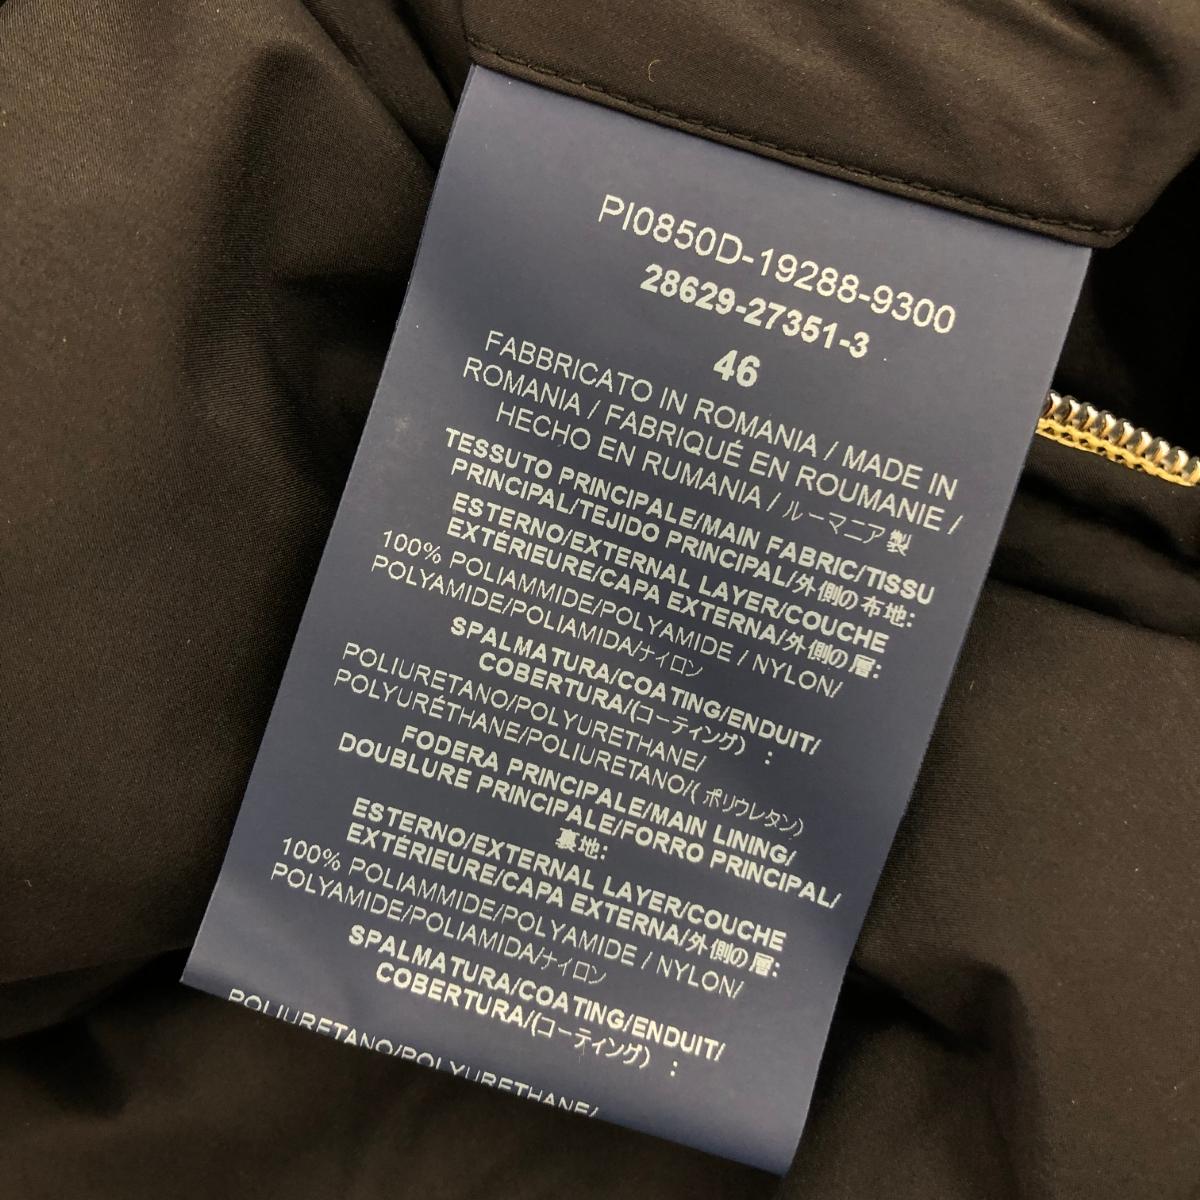 PI0850D-19288-9300
28629-27351-3
46
FABBRICATO IN ROMANIA / MADE IN
ROMANIA / FABRIQUÉ EN ROUMANIE /
HECHO EN RUMANIA / ルーマニア製
TESSUTO PRINCIPALE/MAIN FABRIC/TISSU
PRINCIPAL/TEJIDO PRINCIPAL/外側の布地:
ESTERNO/EXTERNAL LAYER/COUCHE
EXTÉRIEURE/CAPA EXTERNA/外側の層:
100% POLIAMMIDE/POLYAMIDE / NYLON/
POLYAMIDE/POLIAMIDA/ナイロン
SPALMATURA/COATING/ENDUIT/
COBERTURA/(コーティング) :
POLIURETANO/POLYURETHANE/
POLYURÉTHANE/POLIURETANO/(ポリウレタン)
FODERA PRINCIPALE/MAIN LINING/
DOUBLURE PRINCIPALE/FORRO PRINCIPAL/
裏地:
ESTERNO/EXTERNAL LAYER/COUCHE
EXTÉRIEURE/CAPA EXTERNA/外側の層:
100% POLIAMMIDE/POLYAMIDE / NYLON/
POLYAMIDE/POLIAMIDA/ナイロン
SPALMATURA/COATING/ENDUIT/
COBERTURA/(コーティング) :
POLIURETANO/POLYURETHANE/